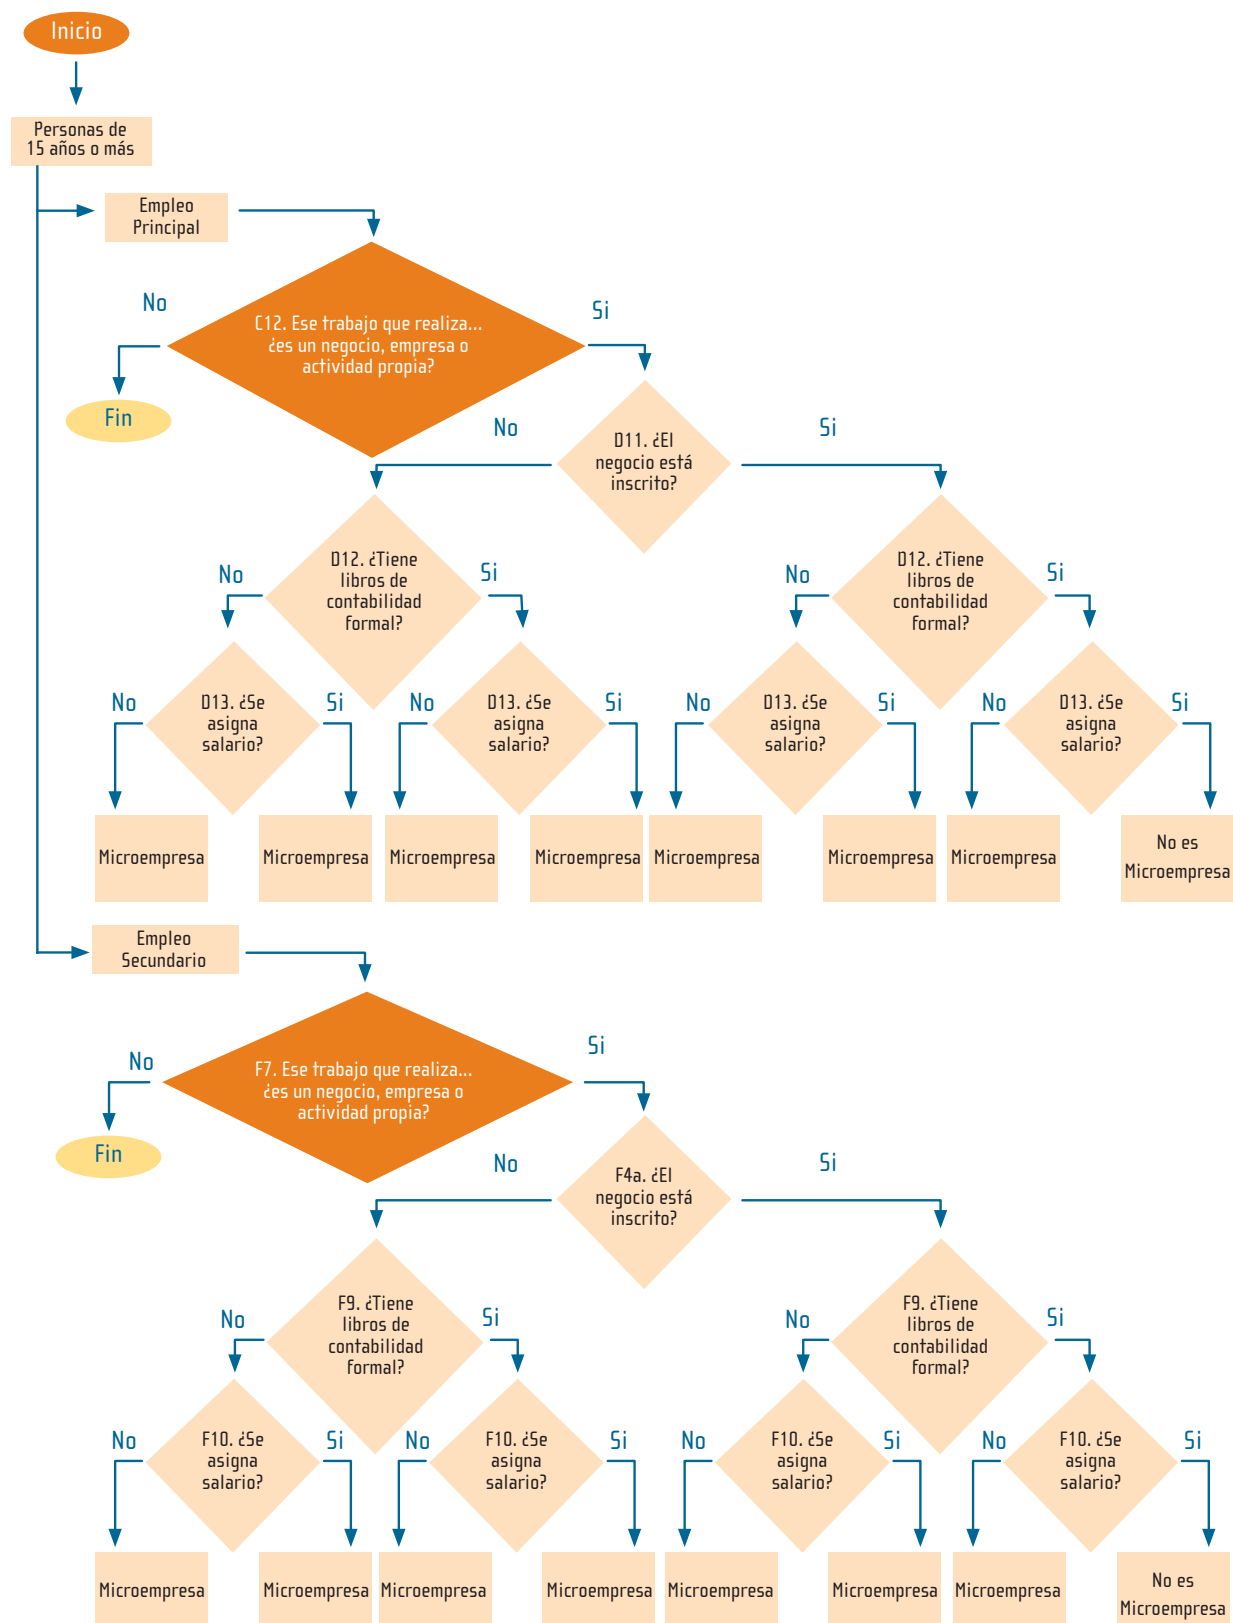 Inicio
Personas de
15 años o más
Empleo
Principal
No
Si
C12. Ese trabajo que realiza...
¿es un negocio, empresa o
actividad propia?
Fin
No
Si
D11. ¿El
negocio está
inscrito?
No
Si
D12. ¿Tiene
libros de
contabilidad
formal?
No
Si
D12. ¿Tiene
libros de
contabilidad
formal?
No
Si
D13. ¿Se
asigna
salario?
No
Si
D13. ¿Se
asigna
salario?
No
Si
D13. ¿Se
asigna
salario?
No
Si
D13. ¿Se
asigna
salario?
Microempresa
Microempresa
Microempresa
Microempresa
Microempresa
Microempresa
Microempresa
No es
Microempresa
Empleo
Secundario
No
Si
F7. Ese trabajo que realiza...
¿es un negocio, empresa o
actividad propia?
Fin
No
Si
F4a. ¿El
negocio está
inscrito?
No
Si
F9. ¿Tiene
libros de
contabilidad
formal?
No
Si
F9. ¿Tiene
libros de
contabilidad
formal?
No
Si
F10. ¿Se
asigna
salario?
No
Si
F10. ¿Se
asigna
salario?
No
Si
F10. ¿Se
asigna
salario?
No
Si
F10. ¿Se
asigna
salario?
Microempresa
Microempresa
Microempresa
Microempresa
Microempresa
Microempresa
Microempresa
No es
Microempresa